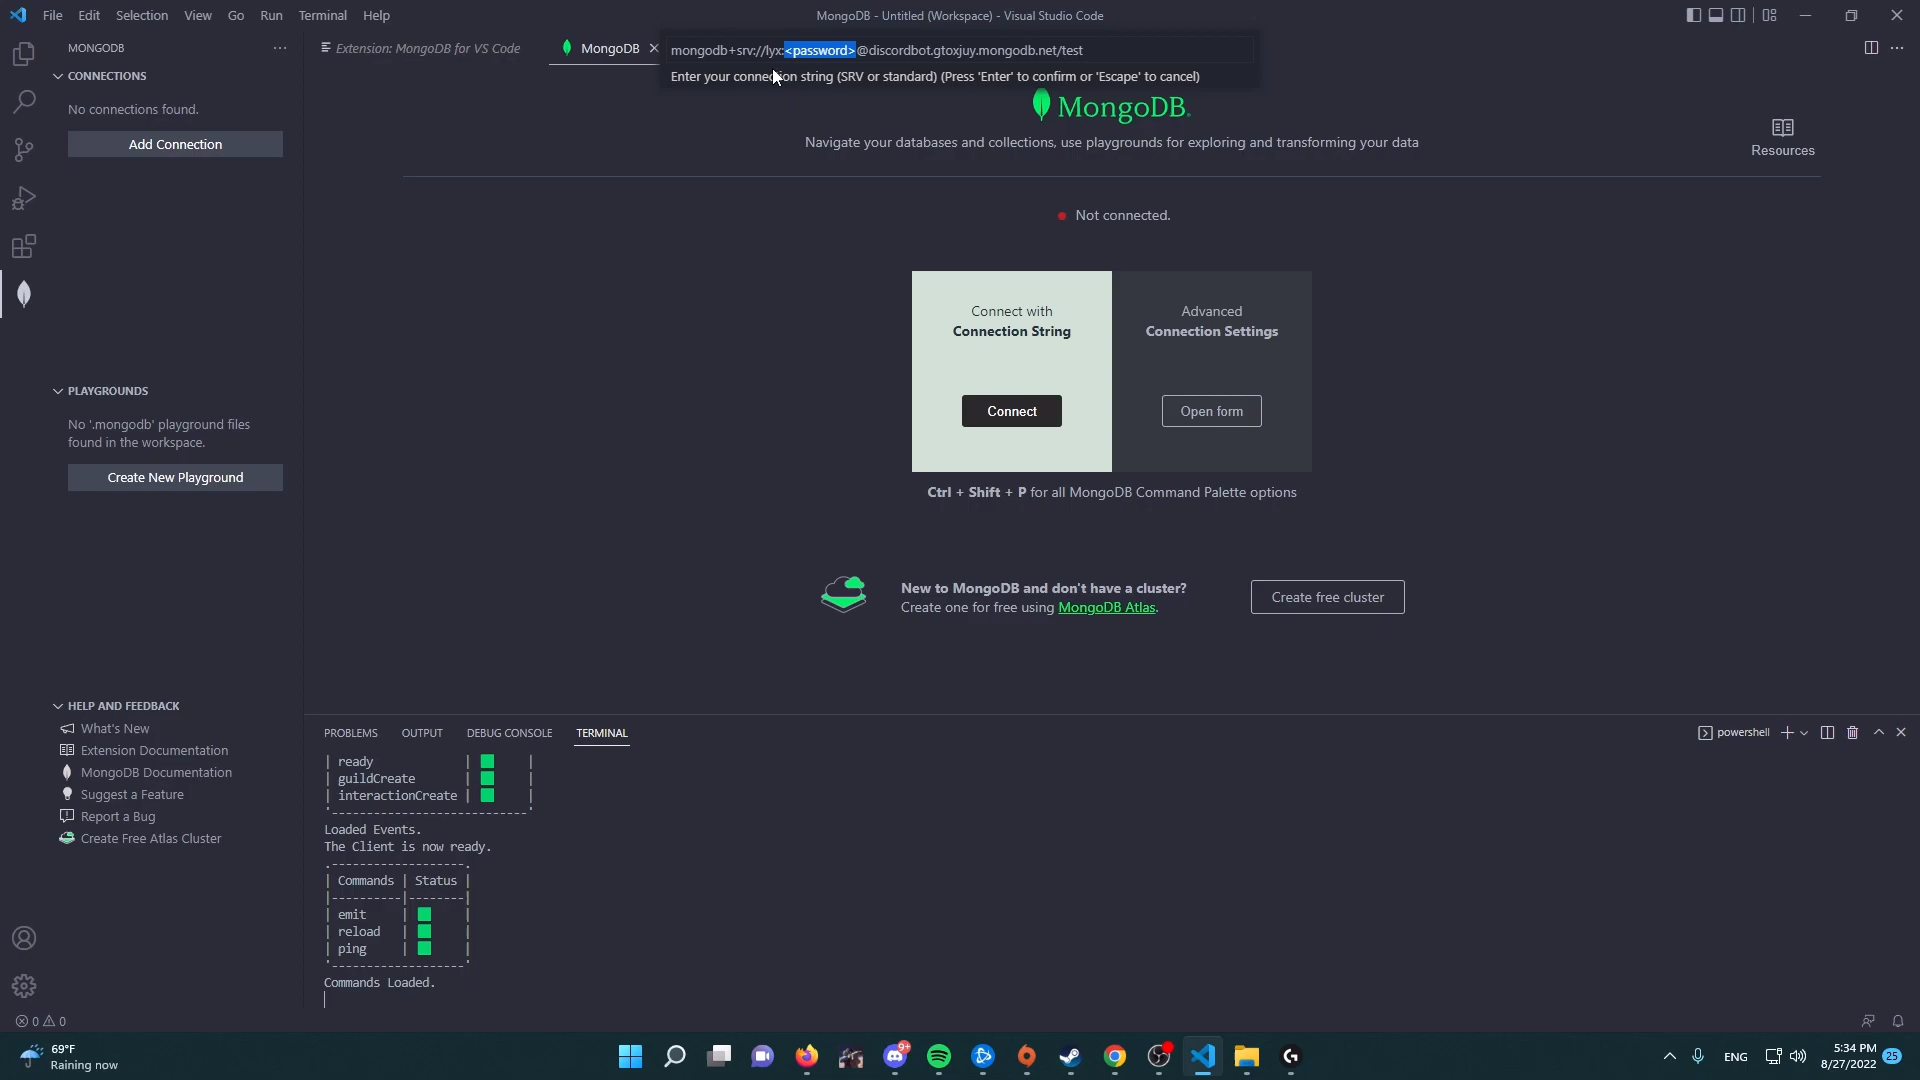 File Edit Selection View Go Run Terminal Help
MongoDB - Untitled (Workspace) - Visual Studio Code
MONGODB
Extension: MongoDB for VS Code
MongoDB
mongodb+srv://lyx:<password>@discordbot.gtoxjuy.mongodb.net/test
Enter your connection string (SRV or standard) (Press 'Enter' to confirm or 'Escape' to cancel)
CONNECTIONS
No connections found.
Add Connection
MongoDB.
Navigate your databases and collections, use playgrounds for exploring and transforming your data
Resources
Not connected.
Connect with
Connection String
Connect
Advanced
Connection Settings
Open form
Ctrl + Shift + P for all MongoDB Command Palette options
PLAYGROUNDS
No '.mongodb' playground files
found in the workspace.
Create New Playground
New to MongoDB and don't have a cluster?
Create one for free using MongoDB Atlas.
Create free cluster
HELP AND FEEDBACK
What's New
Extension Documentation
MongoDB Documentation
Suggest a Feature
Report a Bug
Create Free Atlas Cluster
PROBLEMS OUTPUT DEBUG CONSOLE TERMINAL
powershell
| ready | |
| guildCreate | |
| interactionCreate | |
'---------------------------'
Loaded Events.
The Client is now ready.
.-------------------.
| Commands | Status |
|----------|--------|
| emit | |
| reload | |
| ping | |
'-------------------'
Commands Loaded.
0 0
69°F
Raining now
9+
ENG
5:34 PM
8/27/2022
25